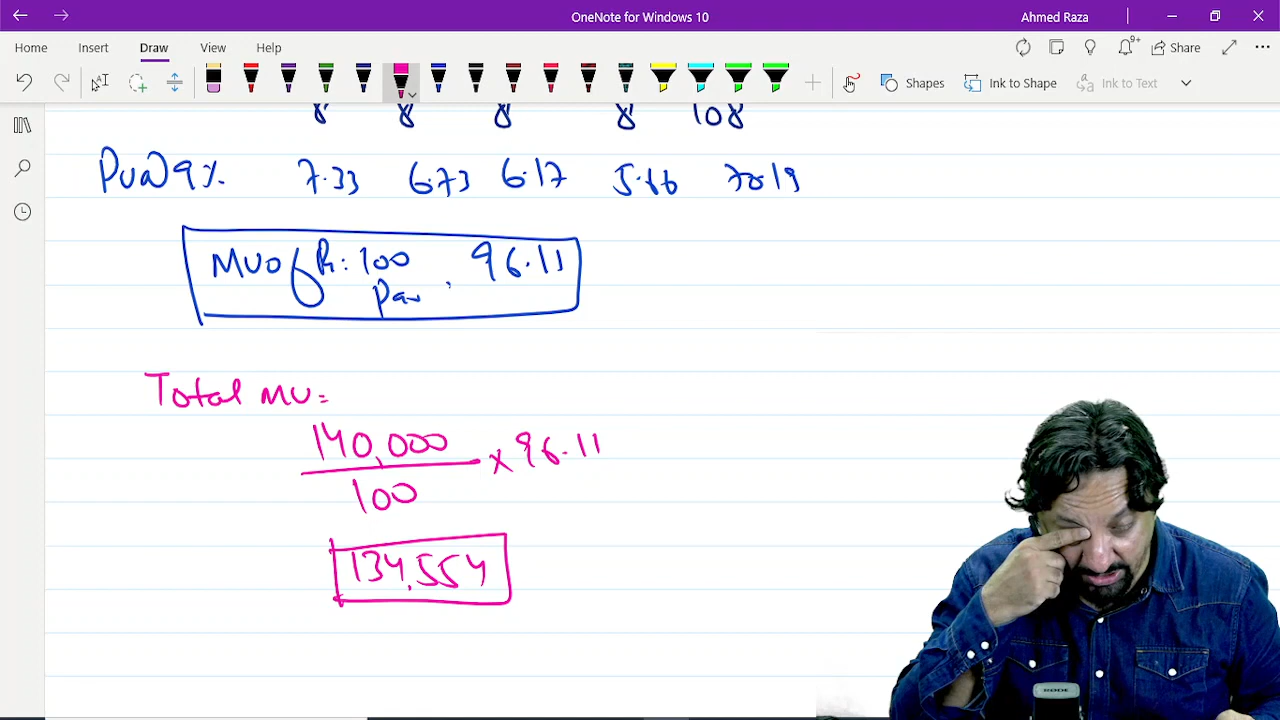 OneNote for Windows 10
Ahmed Raza
Home Insert Draw View Help
9+ Share
Shapes Ink to Shape Ink to Text
8 8 8 8 108
PV@9% 7.33 6.73 6.17 5.66 70.19
MV of R: 100 96.11
Par
Total MV=
140,000
100
× 96.11
134,554
RODE